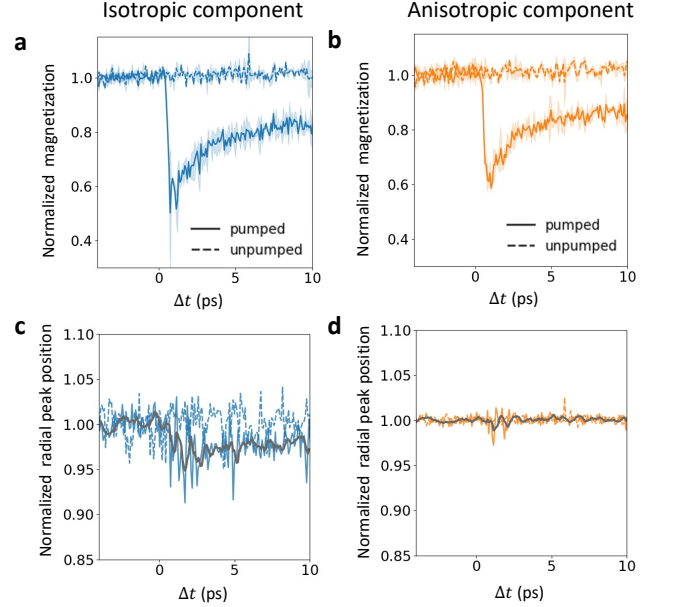 Isotropic component
Anisotropic component
a
Normalized magnetization
1.0
0.8
0.6
0.4
pumped
unpumped
0
5
10
Δt (ps)
b
Normalized magnetization
1.0
0.8
0.6
0.4
pumped
unpumped
0
5
10
Δt (ps)
c
Normalized radial peak position
1.10
1.05
1.00
0.95
0.90
0.85
0
5
10
Δt (ps)
d
Normalized radial peak position
1.10
1.05
1.00
0.95
0.90
0.85
0
5
10
Δt (ps)